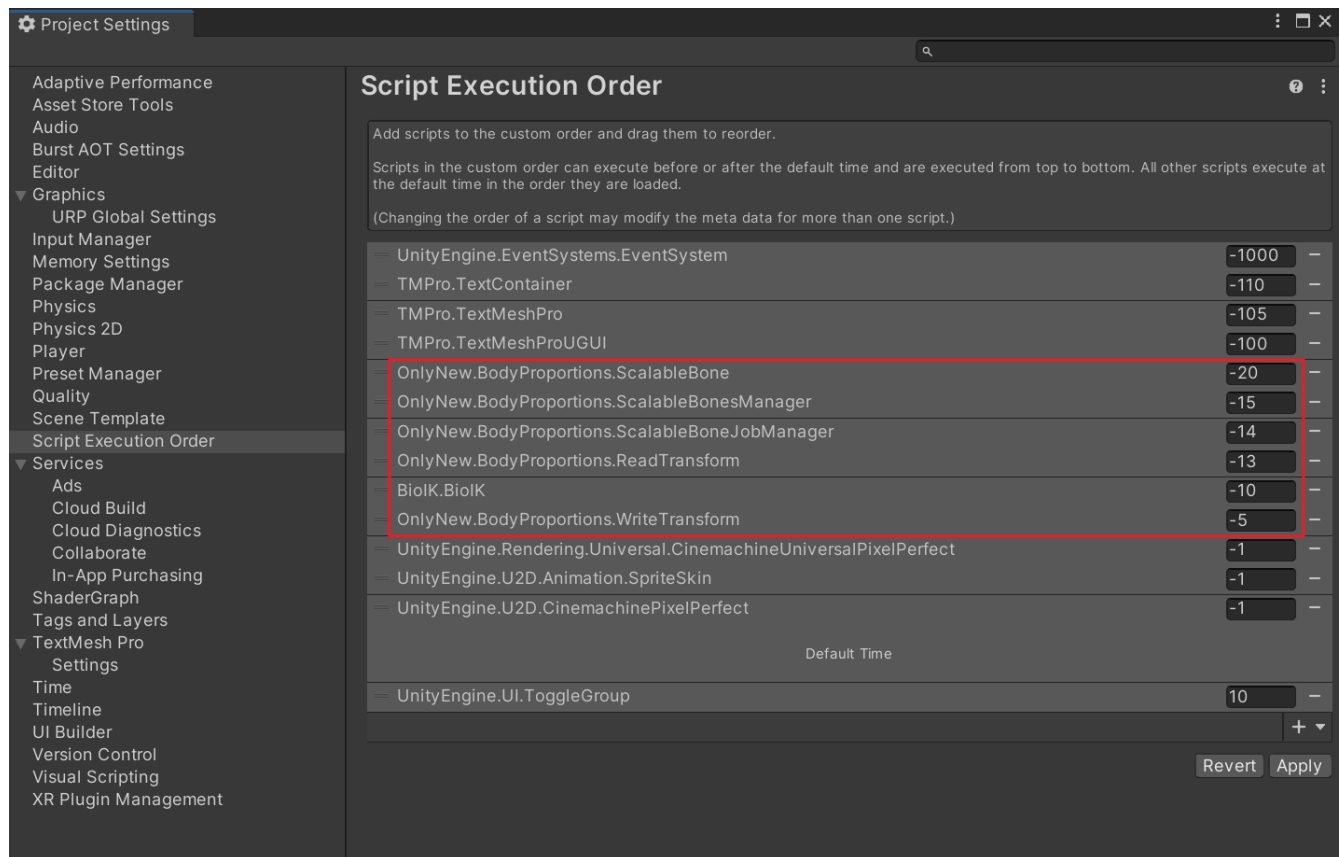 Project Settings
Adaptive Performance
Asset Store Tools
Audio
Burst AOT Settings
Editor
Graphics
URP Global Settings
Input Manager
Memory Settings
Package Manager
Physics
Physics 2D
Player
Preset Manager
Quality
Scene Template
Script Execution Order
Services
Ads
Cloud Build
Cloud Diagnostics
Collaborate
In-App Purchasing
ShaderGraph
Tags and Layers
TextMesh Pro
Settings
Time
Timeline
UI Builder
Version Control
Visual Scripting
XR Plugin Management
Script Execution Order
Add scripts to the custom order and drag them to reorder.
Scripts in the custom order can execute before or after the default time and are executed from top to bottom. All other scripts execute at
the default time in the order they are loaded.
(Changing the order of a script may modify the meta data for more than one script.)
UnityEngine.EventSystems.EventSystem -1000
TMPro.TextContainer -110
TMPro.TextMeshPro -105
TMPro.TextMeshProUGUI -100
OnlyNew.BodyProportions.ScalableBone -20
OnlyNew.BodyProportions.ScalableBonesManager -15
OnlyNew.BodyProportions.ScalableBoneJobManager -14
OnlyNew.BodyProportions.ReadTransform -13
BioIK.BioIK -10
OnlyNew.BodyProportions.WriteTransform -5
UnityEngine.Rendering.Universal.CinemachineUniversalPixelPerfect -1
UnityEngine.U2D.Animation.SpriteSkin -1
UnityEngine.U2D.CinemachinePixelPerfect -1
Default Time
UnityEngine.UI.ToggleGroup 10
Revert Apply